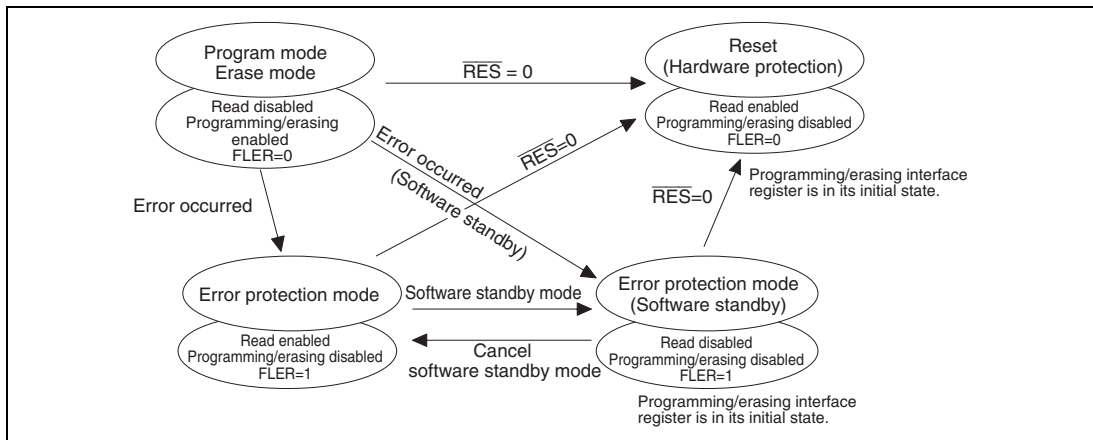 Program mode
Erase mode
Read disabled
Programming/erasing
enabled
FLER=0
RES = 0
Reset
(Hardware protection)
Read enabled
Programming/erasing disabled
FLER=0
Programming/erasing interface
register is in its initial state.
Error occurred
Error occurred
(Software standby)
RES=0
RES=0
Error protection mode
Read enabled
Programming/erasing disabled
FLER=1
Software standby mode
Cancel
software standby mode
Error protection mode
(Software standby)
Read disabled
Programming/erasing disabled
FLER=1
Programming/erasing interface
register is in its initial state.